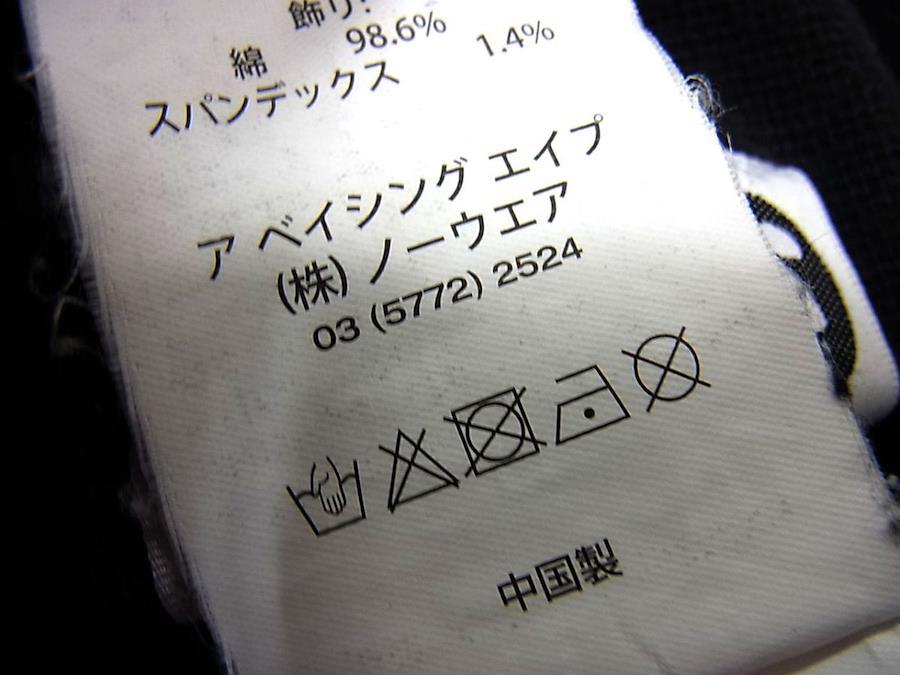 飾り:
綿 98.6%
スパンデックス 1.4%
ア ベイシング エイプ
(株) ノーウエア
03 (5772) 2524
中国製